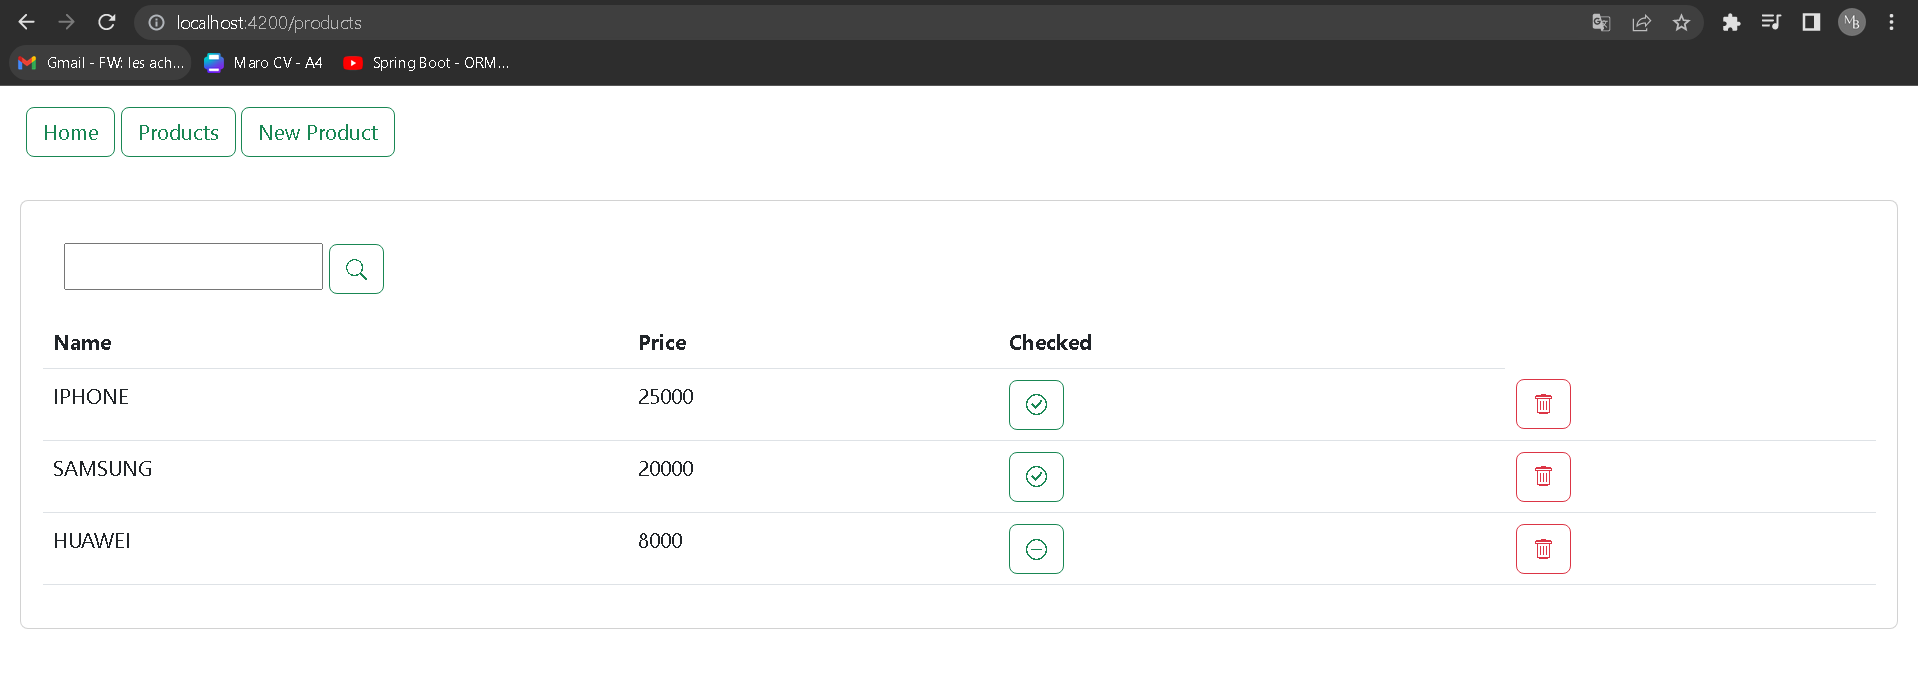 localhost:4200/products
Gmail - FW: les ach... Maro CV - A4 Spring Boot - ORM...
MB
Home Products New Product
Name Price Checked
IPHONE 25000
SAMSUNG 20000
HUAWEI 8000